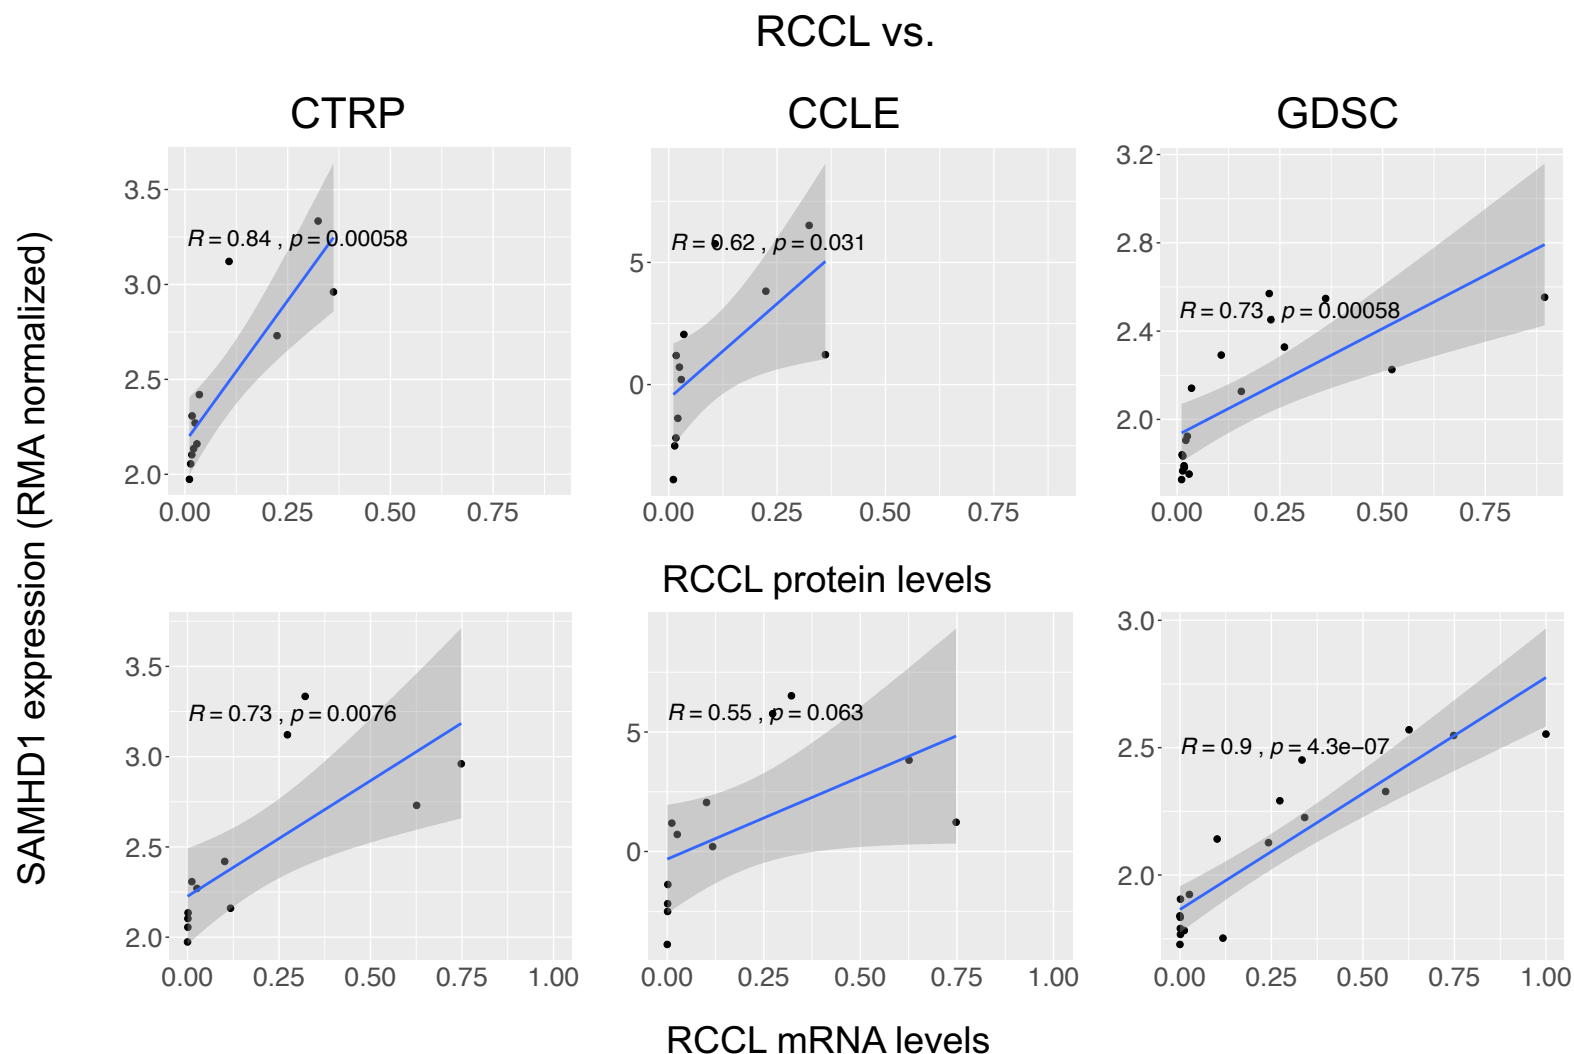 RCCL vs.
CTRP
CCLE
GDSC
SAMHD1 expression (RMA normalized)
3.5
3.0
2.5
2.0
R = 0.84 , p = 0.00058
0.00 0.25 0.50 0.75
5
0
R = 0.62 , p = 0.031
0.00 0.25 0.50 0.75
3.2
2.8
2.4
2.0
R = 0.73 , p = 0.00058
0.00 0.25 0.50 0.75
RCCL protein levels
3.5
3.0
2.5
2.0
R = 0.73 , p = 0.0076
0.00 0.25 0.50 0.75 1.00
5
0
R = 0.55 , p = 0.063
0.00 0.25 0.50 0.75 1.00
3.0
2.5
2.0
R = 0.9 , p = 4.3e−07
0.00 0.25 0.50 0.75 1.00
RCCL mRNA levels